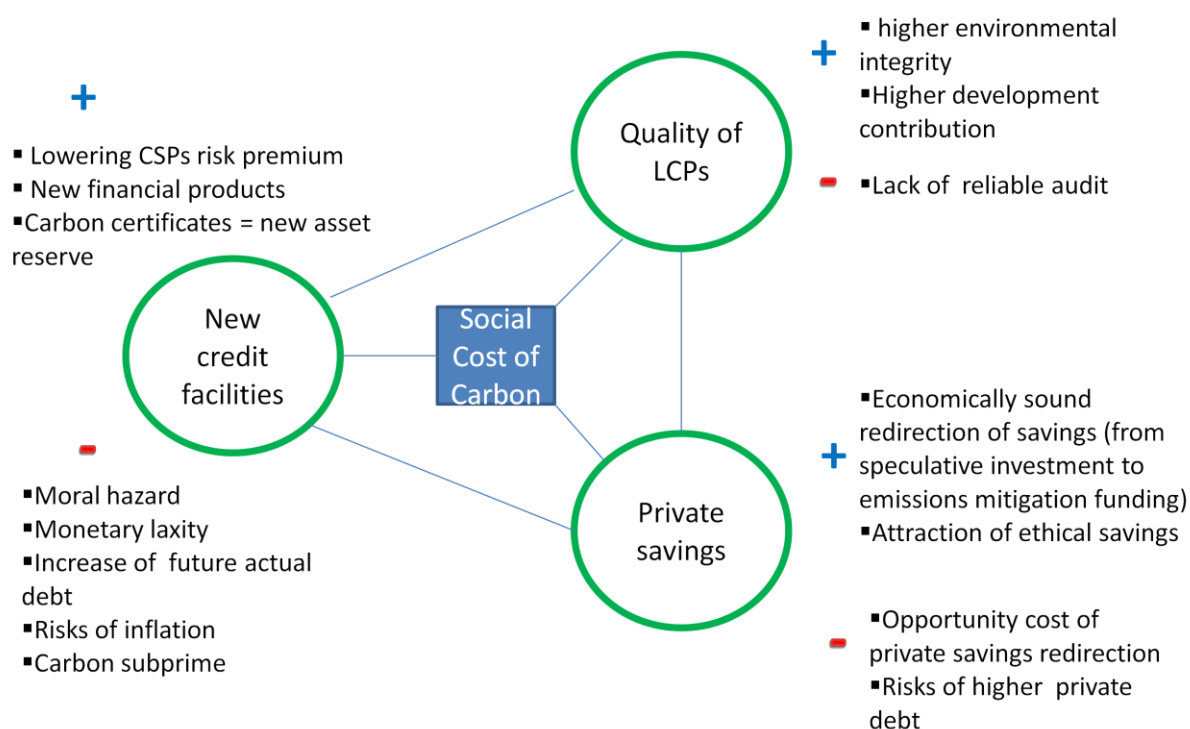 +
▪ higher environmental
integrity
▪Higher development
contribution
-
▪Lack of reliable audit
Quality of
LCPs
+
▪ Lowering CSPs risk premium
▪ New financial products
▪Carbon certificates = new asset
reserve
New
credit
facilities
Social
Cost of
Carbon
-
▪Moral hazard
▪Monetary laxity
▪Increase of future actual
debt
▪Risks of inflation
▪Carbon subprime
Private
savings
+
▪Economically sound
redirection of savings (from
speculative investment to
emissions mitigation funding)
▪Attraction of ethical savings
-
▪Opportunity cost of
private savings redirection
▪Risks of higher private
debt